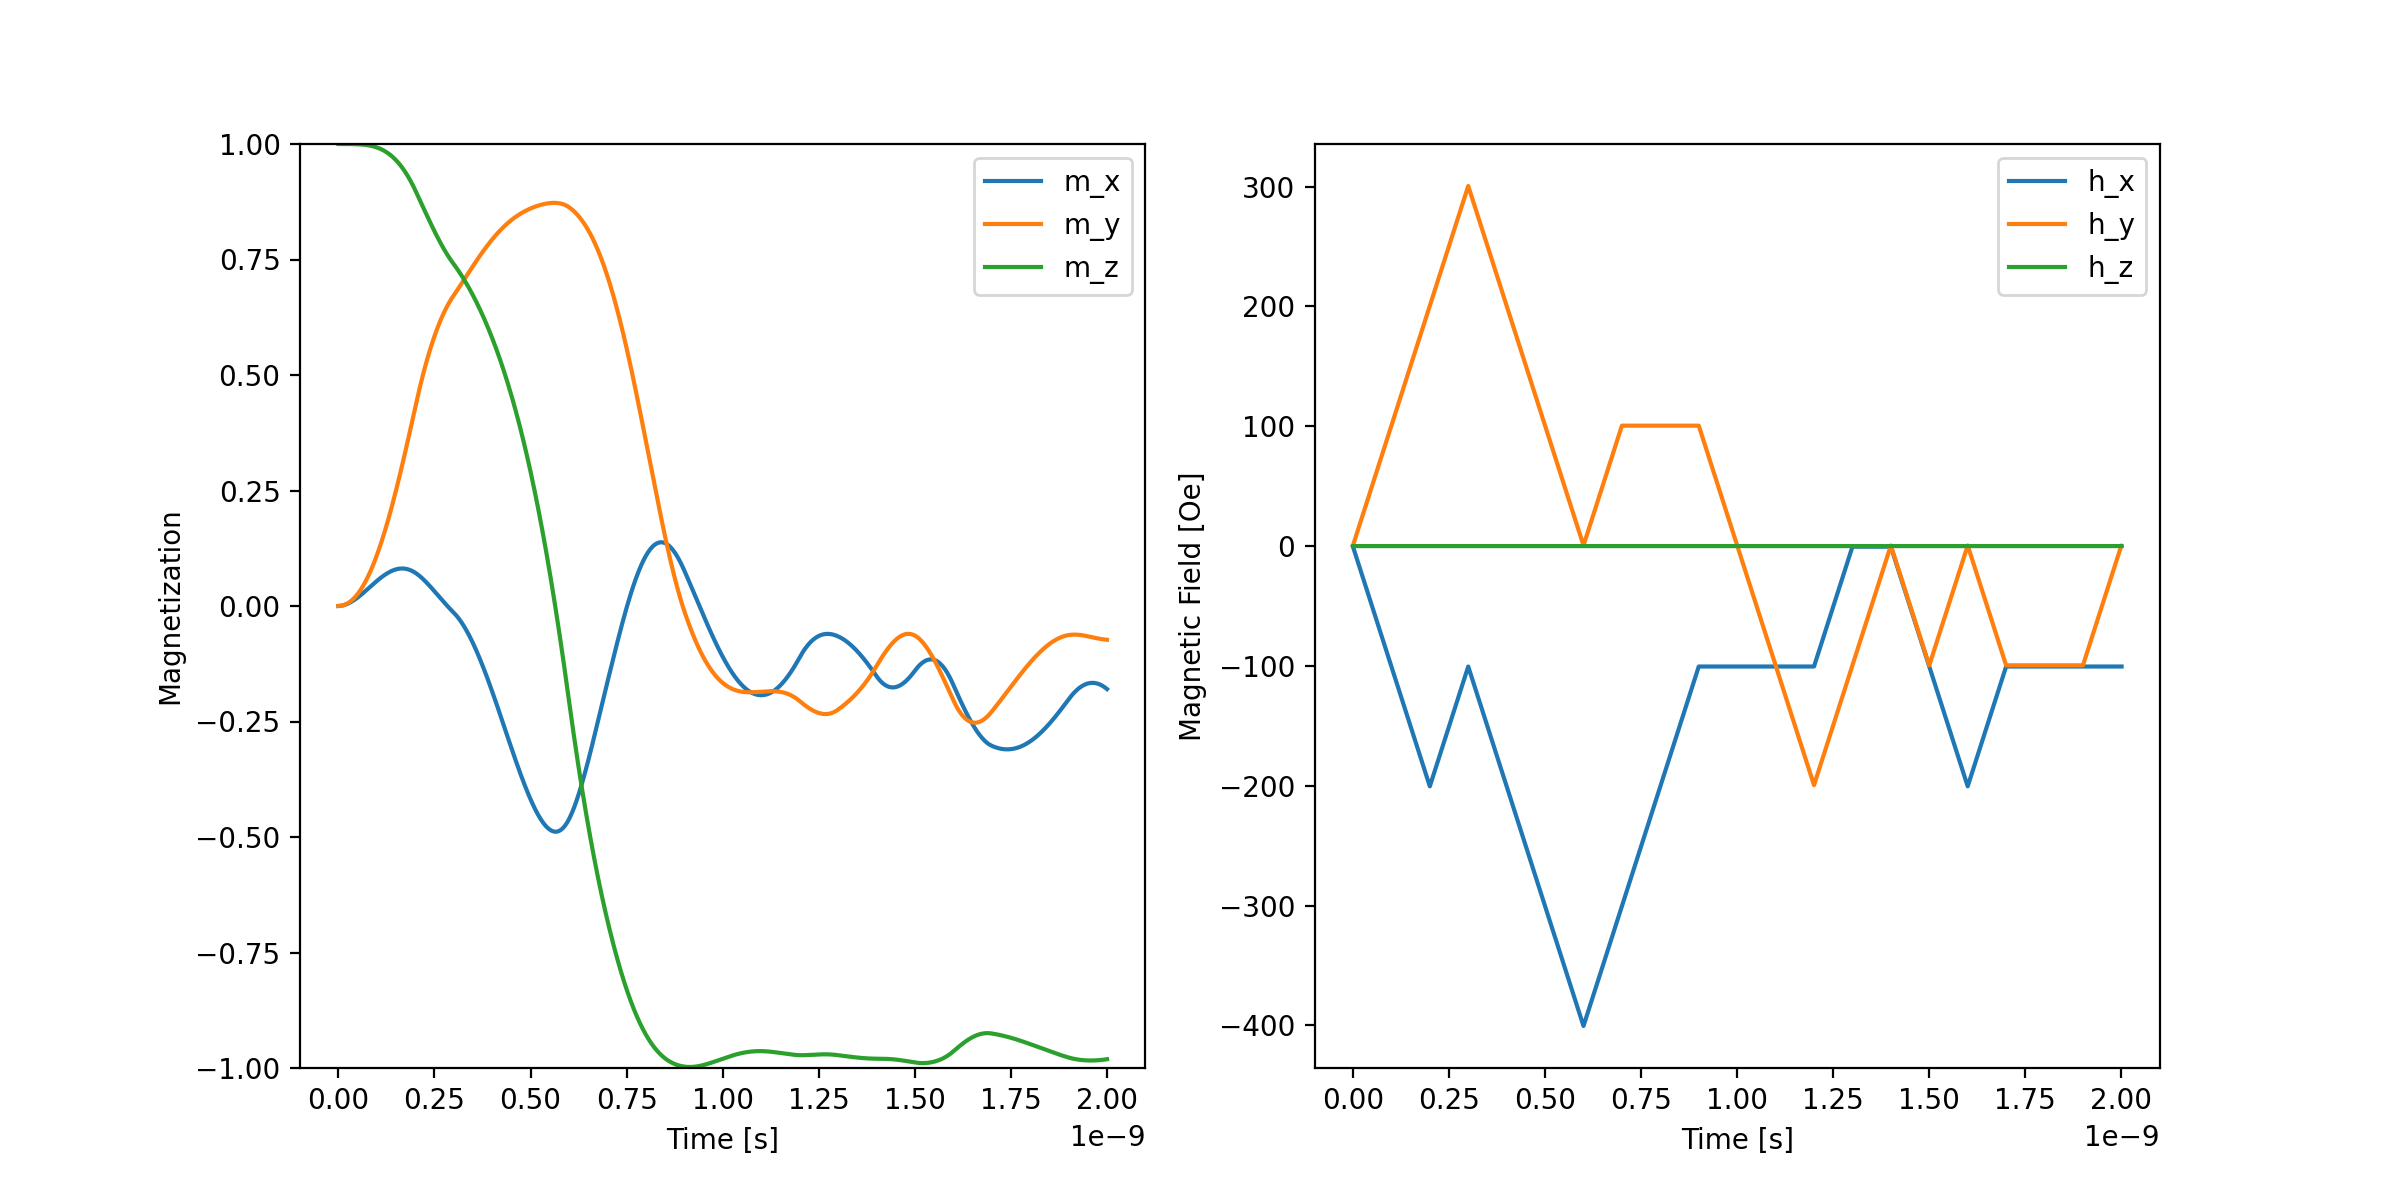 1.00
0.75
0.50
0.25
0.00
−0.25
−0.50
−0.75
−1.00
Magnetization
m_x
m_y
m_z
0.00 0.25 0.50 0.75 1.00 1.25 1.50 1.75 2.00
Time [s]
1e−9
300
200
100
0
−100
−200
−300
−400
Magnetic Field [Oe]
h_x
h_y
h_z
0.00 0.25 0.50 0.75 1.00 1.25 1.50 1.75 2.00
Time [s]
1e−9